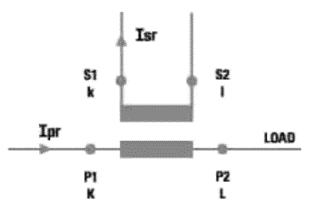 Isr
S1 S2
k l
Ipr LOAD
P1 P2
K L